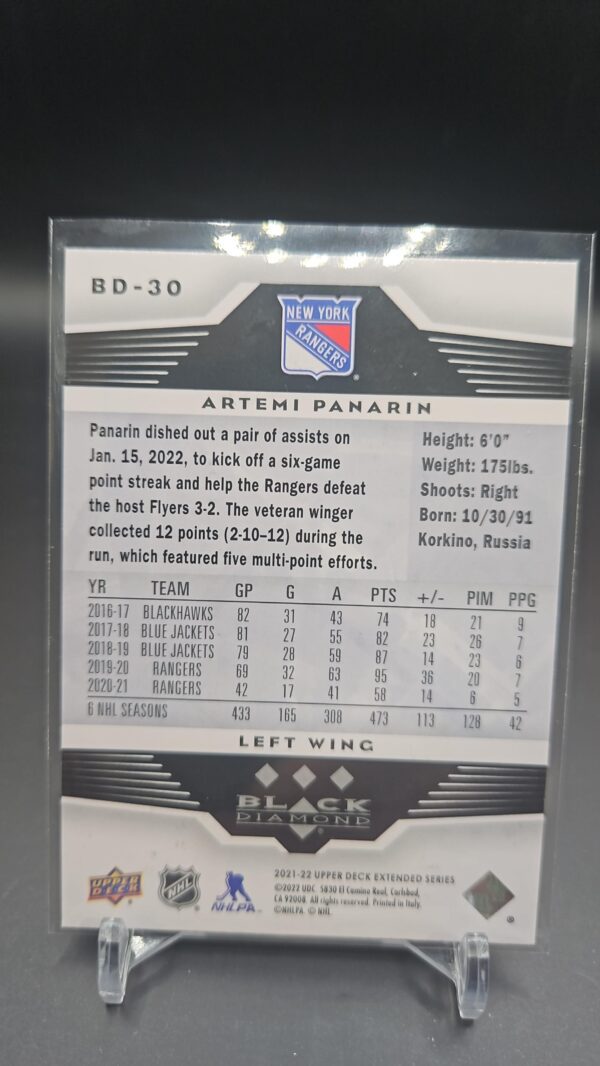 BD-30
NEW YORK
RANGERS
ARTEMI PANARIN
Panarin dished out a pair of assists on
Jan. 15, 2022, to kick off a six-game
point streak and help the Rangers defeat
the host Flyers 3-2. The veteran winger
collected 12 points (2-10–12) during the
run, which featured five multi-point efforts.
Height: 6'0"
Weight: 175lbs.
Shoots: Right
Born: 10/30/91
Korkino, Russia
YR TEAM GP G A PTS +/- PIM PPG
2016-17 BLACKHAWKS 82 31 43 74 18 21 9
2017-18 BLUE JACKETS 81 27 55 82 23 26 7
2018-19 BLUE JACKETS 79 28 59 87 14 23 6
2019-20 RANGERS 69 32 63 95 36 20 7
2020-21 RANGERS 42 17 41 58 14 6 5
6 NHL SEASONS 433 165 308 473 113 128 42
LEFT WING
BLACK
DIAMOND
UPPER
DECK
NHL
NHLPA
2021-22 UPPER DECK EXTENDED SERIES
©2022 UDC. 5830 El Camino Real, Carlsbad,
CA 92008. All rights reserved. Printed in Italy.
©NHLPA. © NHL